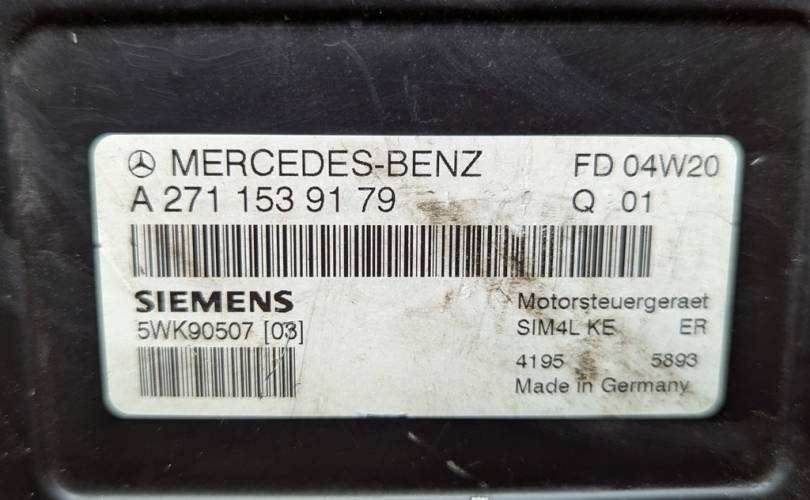 MERCEDES-BENZ FD 04W20
A 271 153 91 79 Q 01
SIEMENS Motorsteuergeraet
5WK90507 [03] SIM4L KE ER
4195 5893
Made in Germany